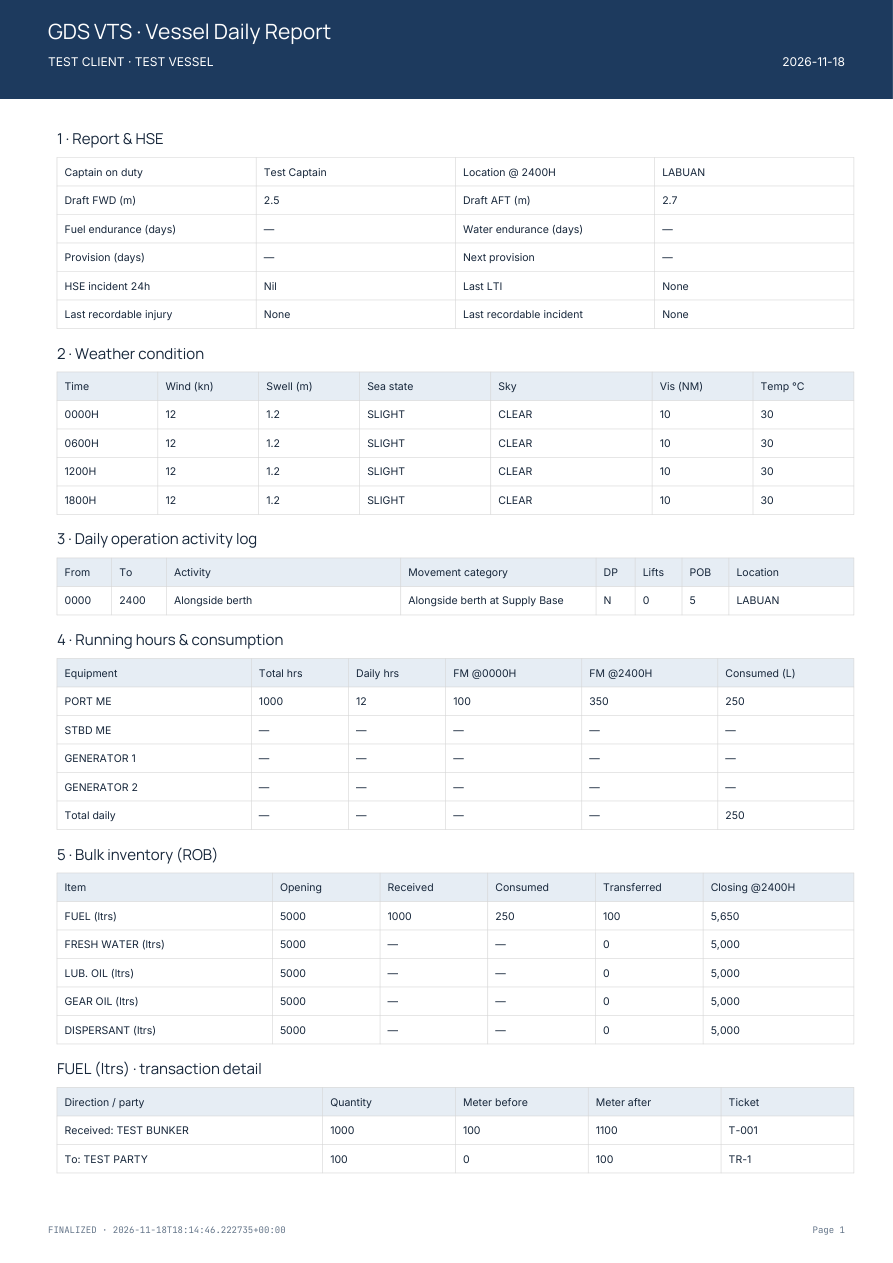 GDS VTS · Vessel Daily Report
TEST CLIENT · TEST VESSEL 2026-11-18
1 · Report & HSE
Captain on duty Test Captain Location @ 2400H LABUAN
Draft FWD (m) 2.5 Draft AFT (m) 2.7
Fuel endurance (days) — Water endurance (days) —
Provision (days) — Next provision —
HSE incident 24h Nil Last LTI None
Last recordable injury None Last recordable incident None
2 · Weather condition
Time Wind (kn) Swell (m) Sea state Sky Vis (NM) Temp °C
0000H 12 1.2 SLIGHT CLEAR 10 30
0600H 12 1.2 SLIGHT CLEAR 10 30
1200H 12 1.2 SLIGHT CLEAR 10 30
1800H 12 1.2 SLIGHT CLEAR 10 30
3 · Daily operation activity log
From To Activity Movement category DP Lifts POB Location
0000 2400 Alongside berth Alongside berth at Supply Base N 0 5 LABUAN
4 · Running hours & consumption
Equipment Total hrs Daily hrs FM @0000H FM @2400H Consumed (L)
PORT ME 1000 12 100 350 250
STBD ME — — — — —
GENERATOR 1 — — — — —
GENERATOR 2 — — — — —
Total daily — — — — 250
5 · Bulk inventory (ROB)
Item Opening Received Consumed Transferred Closing @2400H
FUEL (ltrs) 5000 1000 250 100 5,650
FRESH WATER (ltrs) 5000 — — 0 5,000
LUB. OIL (ltrs) 5000 — — 0 5,000
GEAR OIL (ltrs) 5000 — — 0 5,000
DISPERSANT (ltrs) 5000 — — 0 5,000
FUEL (ltrs) · transaction detail
Direction / party Quantity Meter before Meter after Ticket
Received: TEST BUNKER 1000 100 1100 T-001
To: TEST PARTY 100 0 100 TR-1
FINALIZED · 2026-11-18T18:14:46.222735+00:00 Page 1